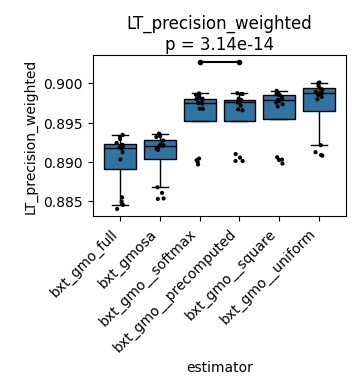 LT_precision_weighted
p = 3.14e-14
LT_precision_weighted
0.900
0.895
0.890
0.885
bxt_gmo_full
bxt_gmosa
bxt_gmo__softmax
bxt_gmo__precomputed
bxt_gmo__square
bxt_gmo__uniform
estimator